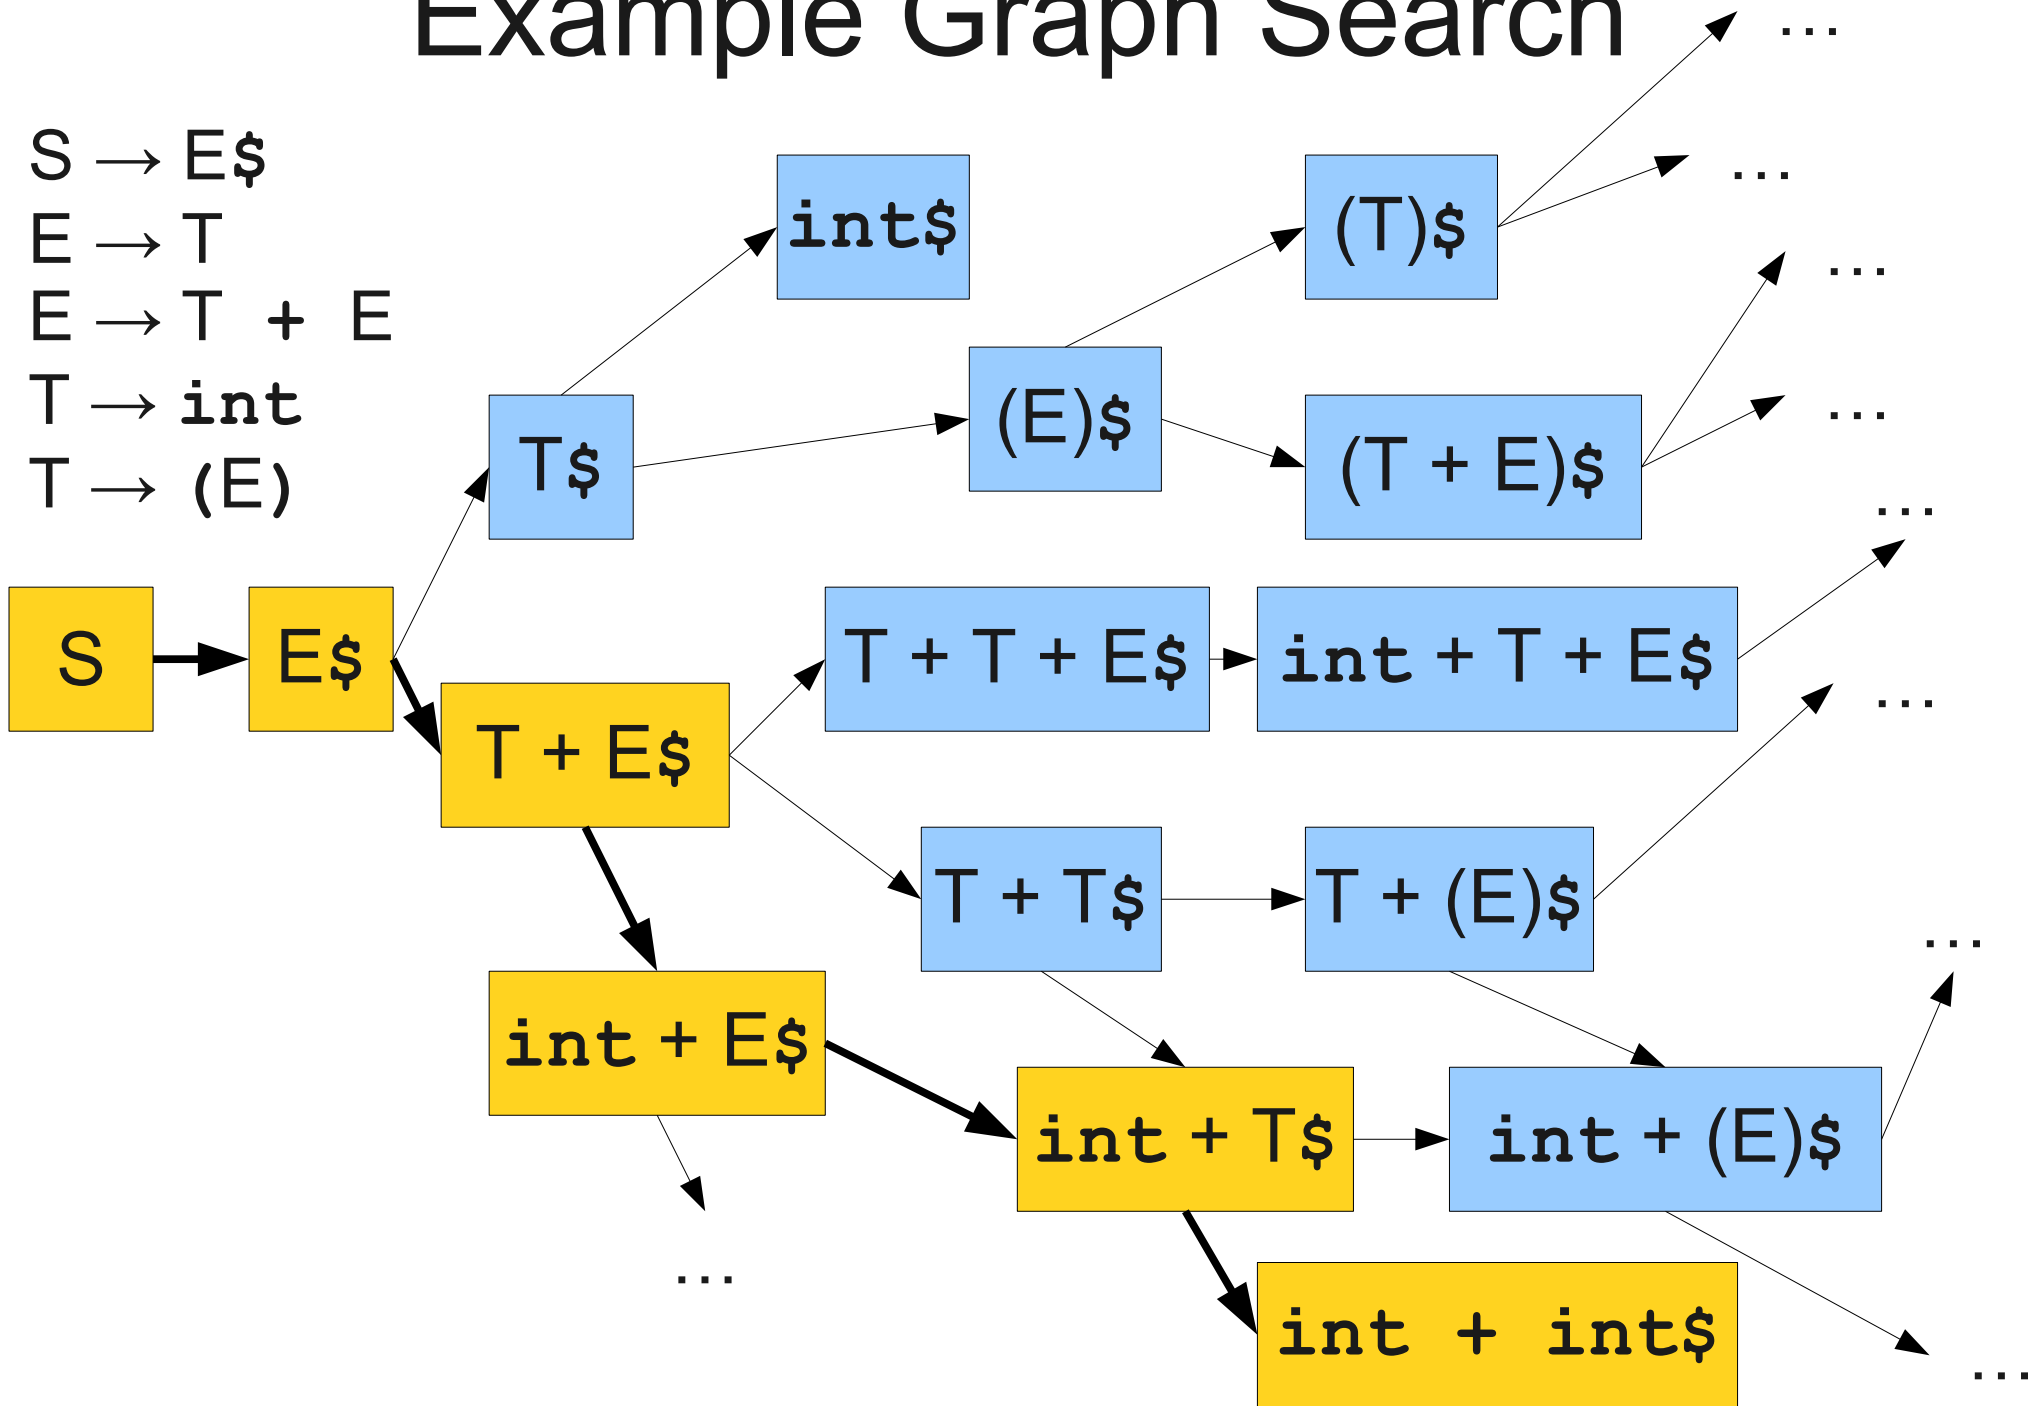 Example Graph Search
S → E$
E → T
E → T + E
T → int
T → (E)
...
...
int$
(T)$
...
T$
(E)$
(T + E)$
...
...
S
E$
T + T + E$
int + T + E$
T + E$
...
T + T$
T + (E)$
...
int + E$
int + T$
int + (E)$
...
int + int$
...